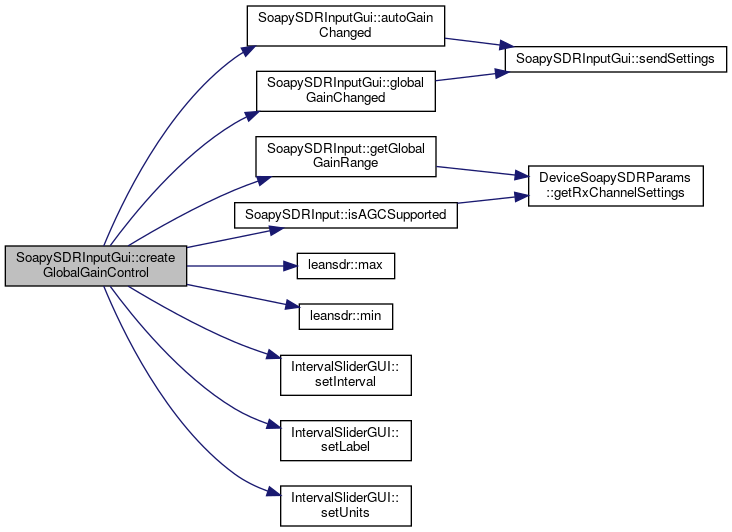 SoapySDRInputGui::create
GlobalGainControl
SoapySDRInputGui::autoGain
Changed
SoapySDRInputGui::sendSettings
SoapySDRInputGui::global
GainChanged
SoapySDRInput::getGlobal
GainRange
DeviceSoapySDRParams
::getRxChannelSettings
SoapySDRInput::isAGCSupported
leansdr::max
leansdr::min
IntervalSliderGUI::
setInterval
IntervalSliderGUI::
setLabel
IntervalSliderGUI::
setUnits